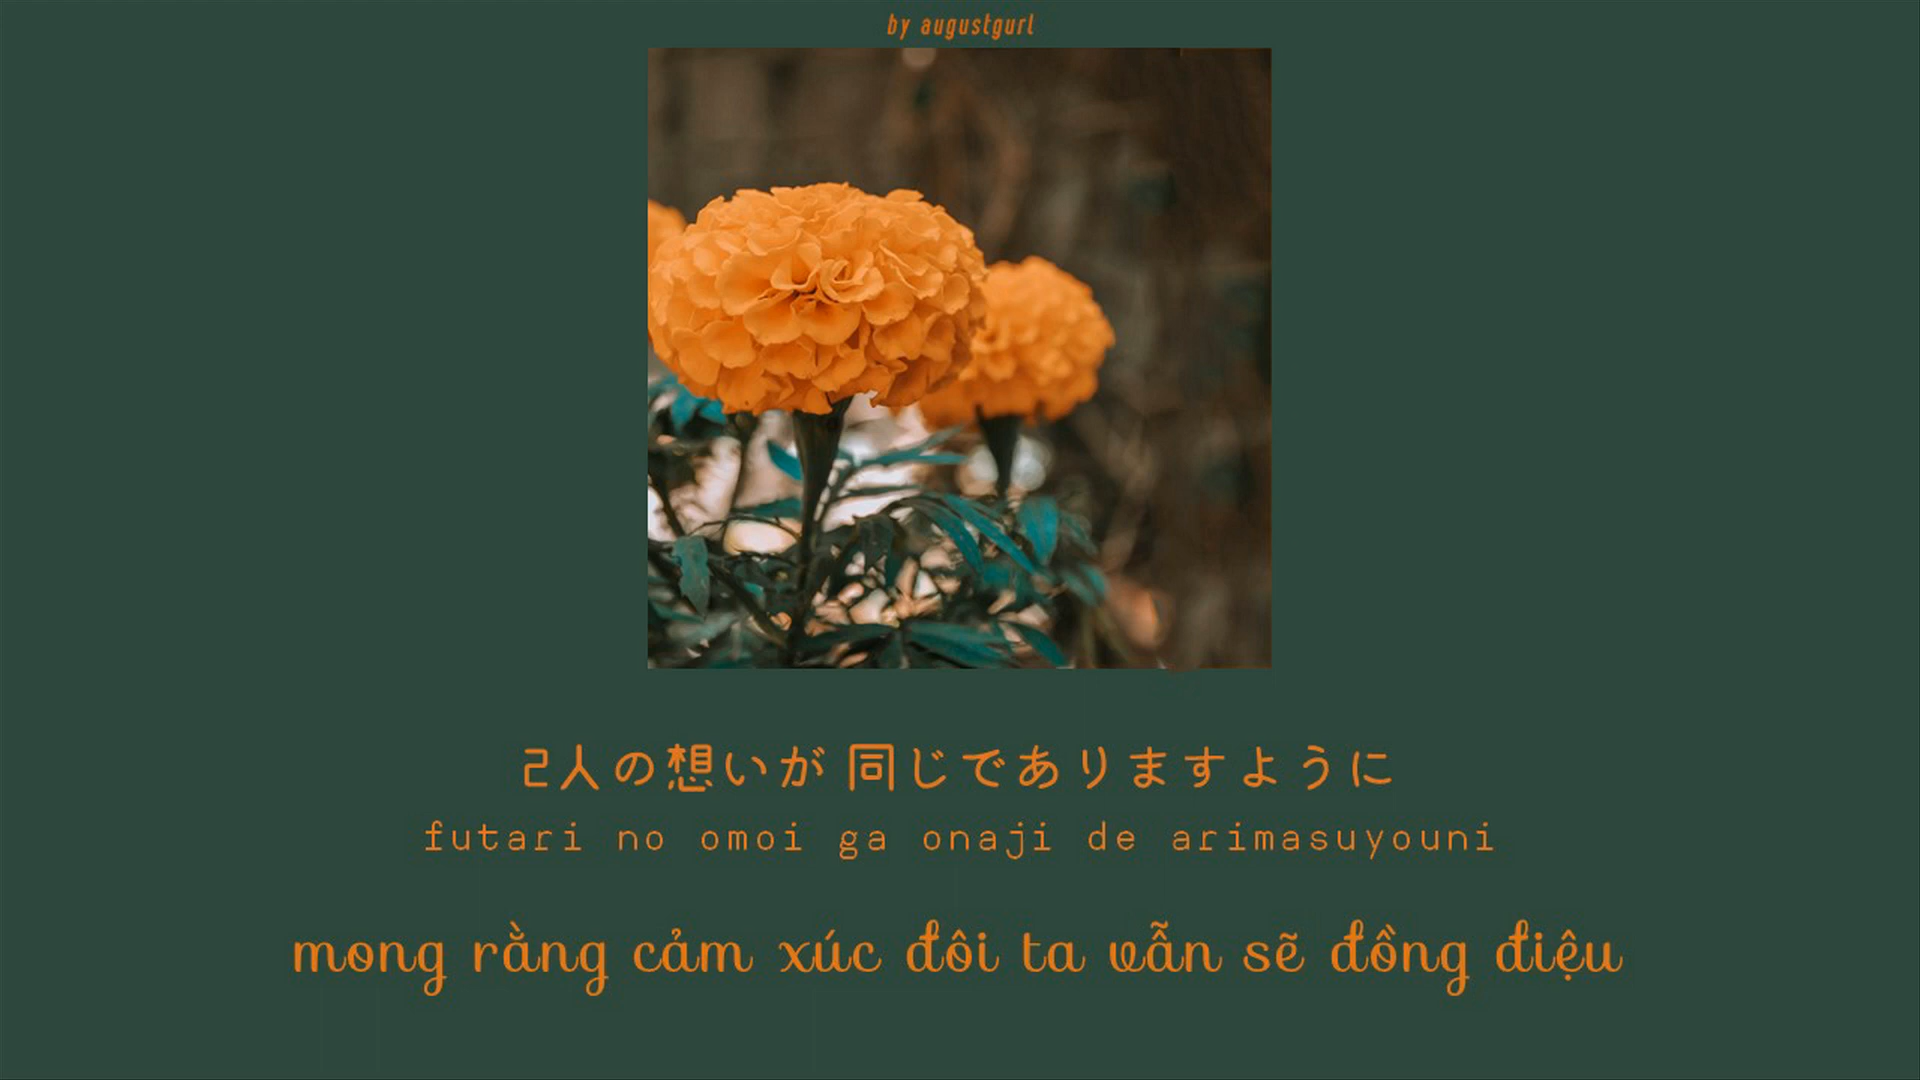 by augustgurl
2人の想いが 同じでありますように
futari no omoi ga onaji de arimasuyouni
mong rằng cảm xúc đôi ta vẫn sẽ đồng điệu